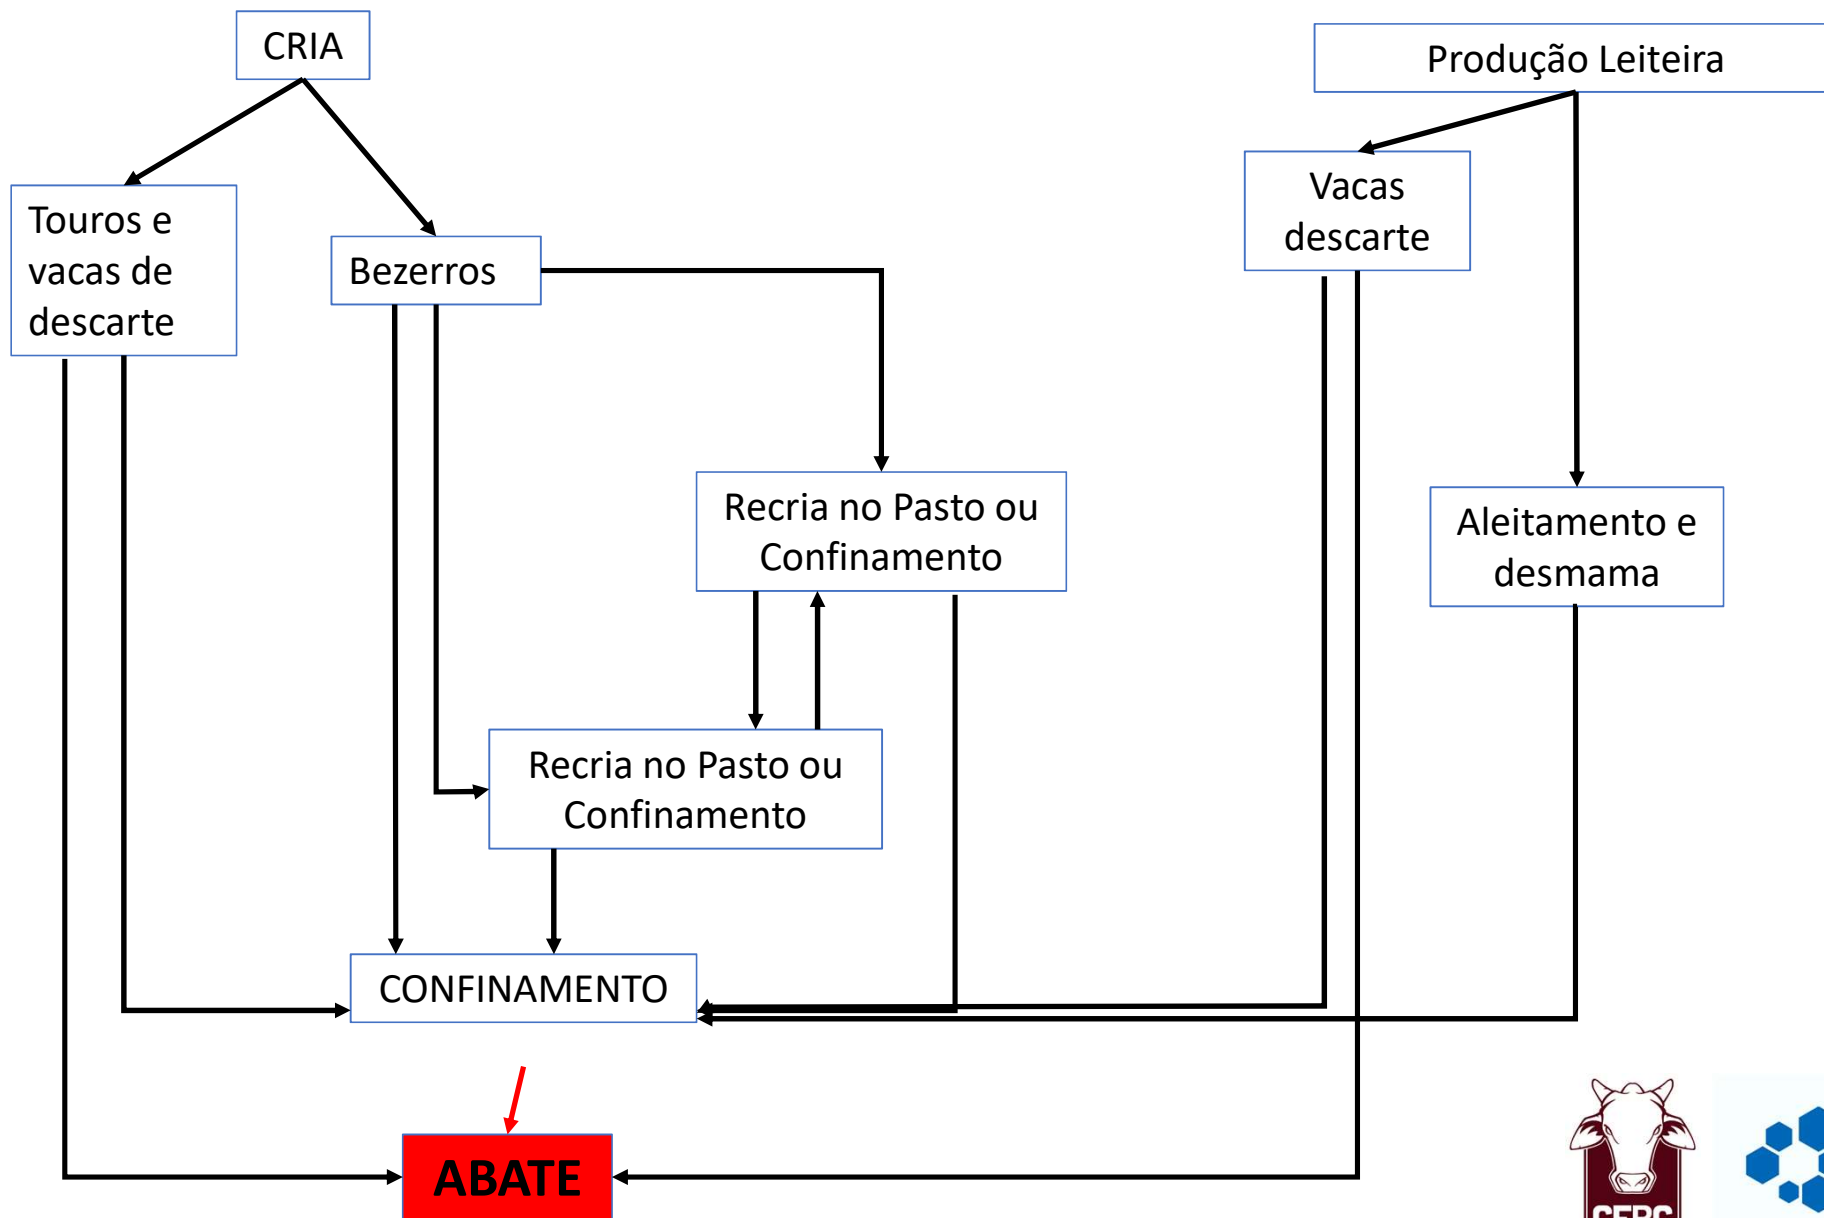 CRIA
Produção Leiteira
Touros e
vacas de
descarte
Bezerros
Vacas
descarte
Recria no Pasto ou
Confinamento
Aleitamento e
desmama
Recria no Pasto ou
Confinamento
CONFINAMENTO
ABATE